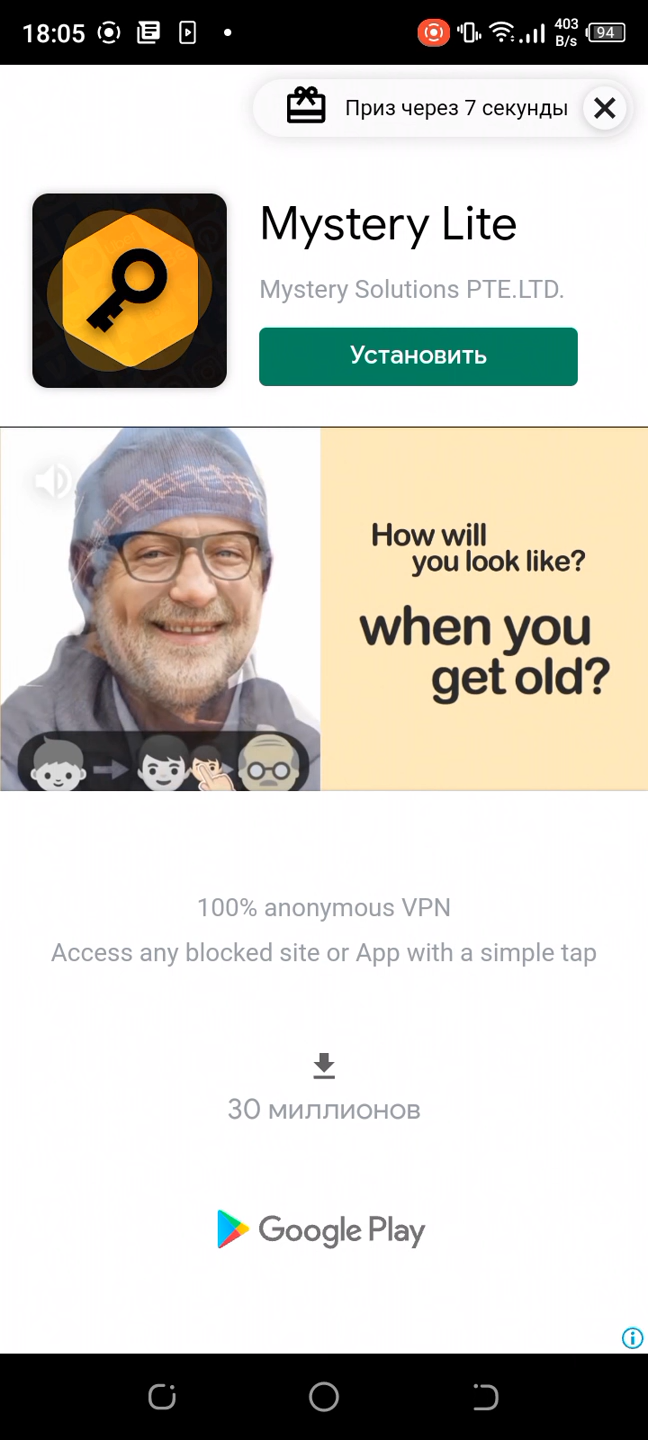 18:05
403
B/s
94
Приз через 7 секунды
Mystery Lite
Mystery Solutions PTE.LTD.
Установить
How will
you look like?
when you
get old?
100% anonymous VPN
Access any blocked site or App with a simple tap
30 миллионов
Google Play